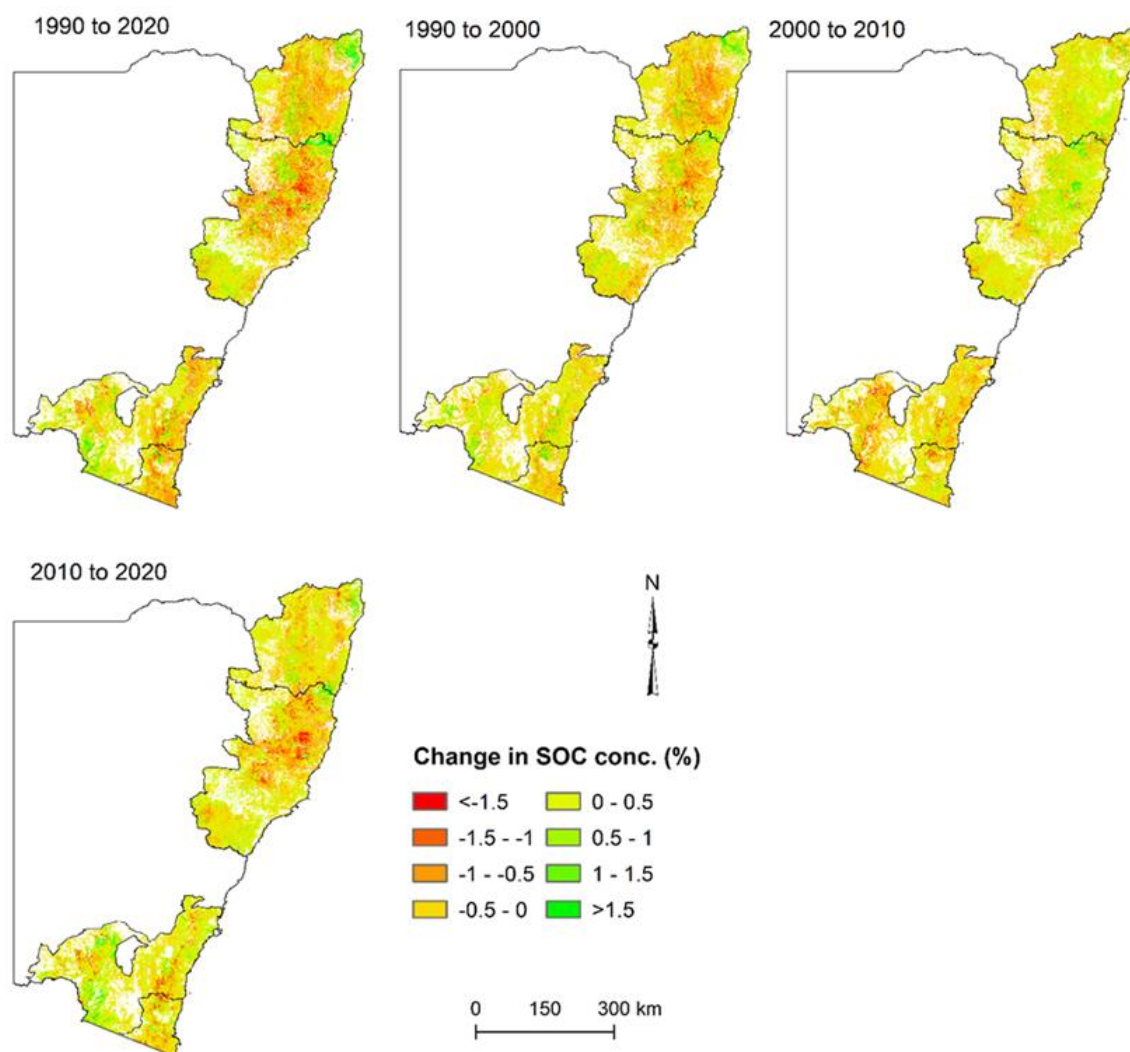 1990 to 2020
1990 to 2000
2000 to 2010
2010 to 2020
N
Change in SOC conc. (%)
<-1.5
0 - 0.5
-1.5 - -1
0.5 - 1
-1 - -0.5
1 - 1.5
-0.5 - 0
>1.5
0 150 300 km